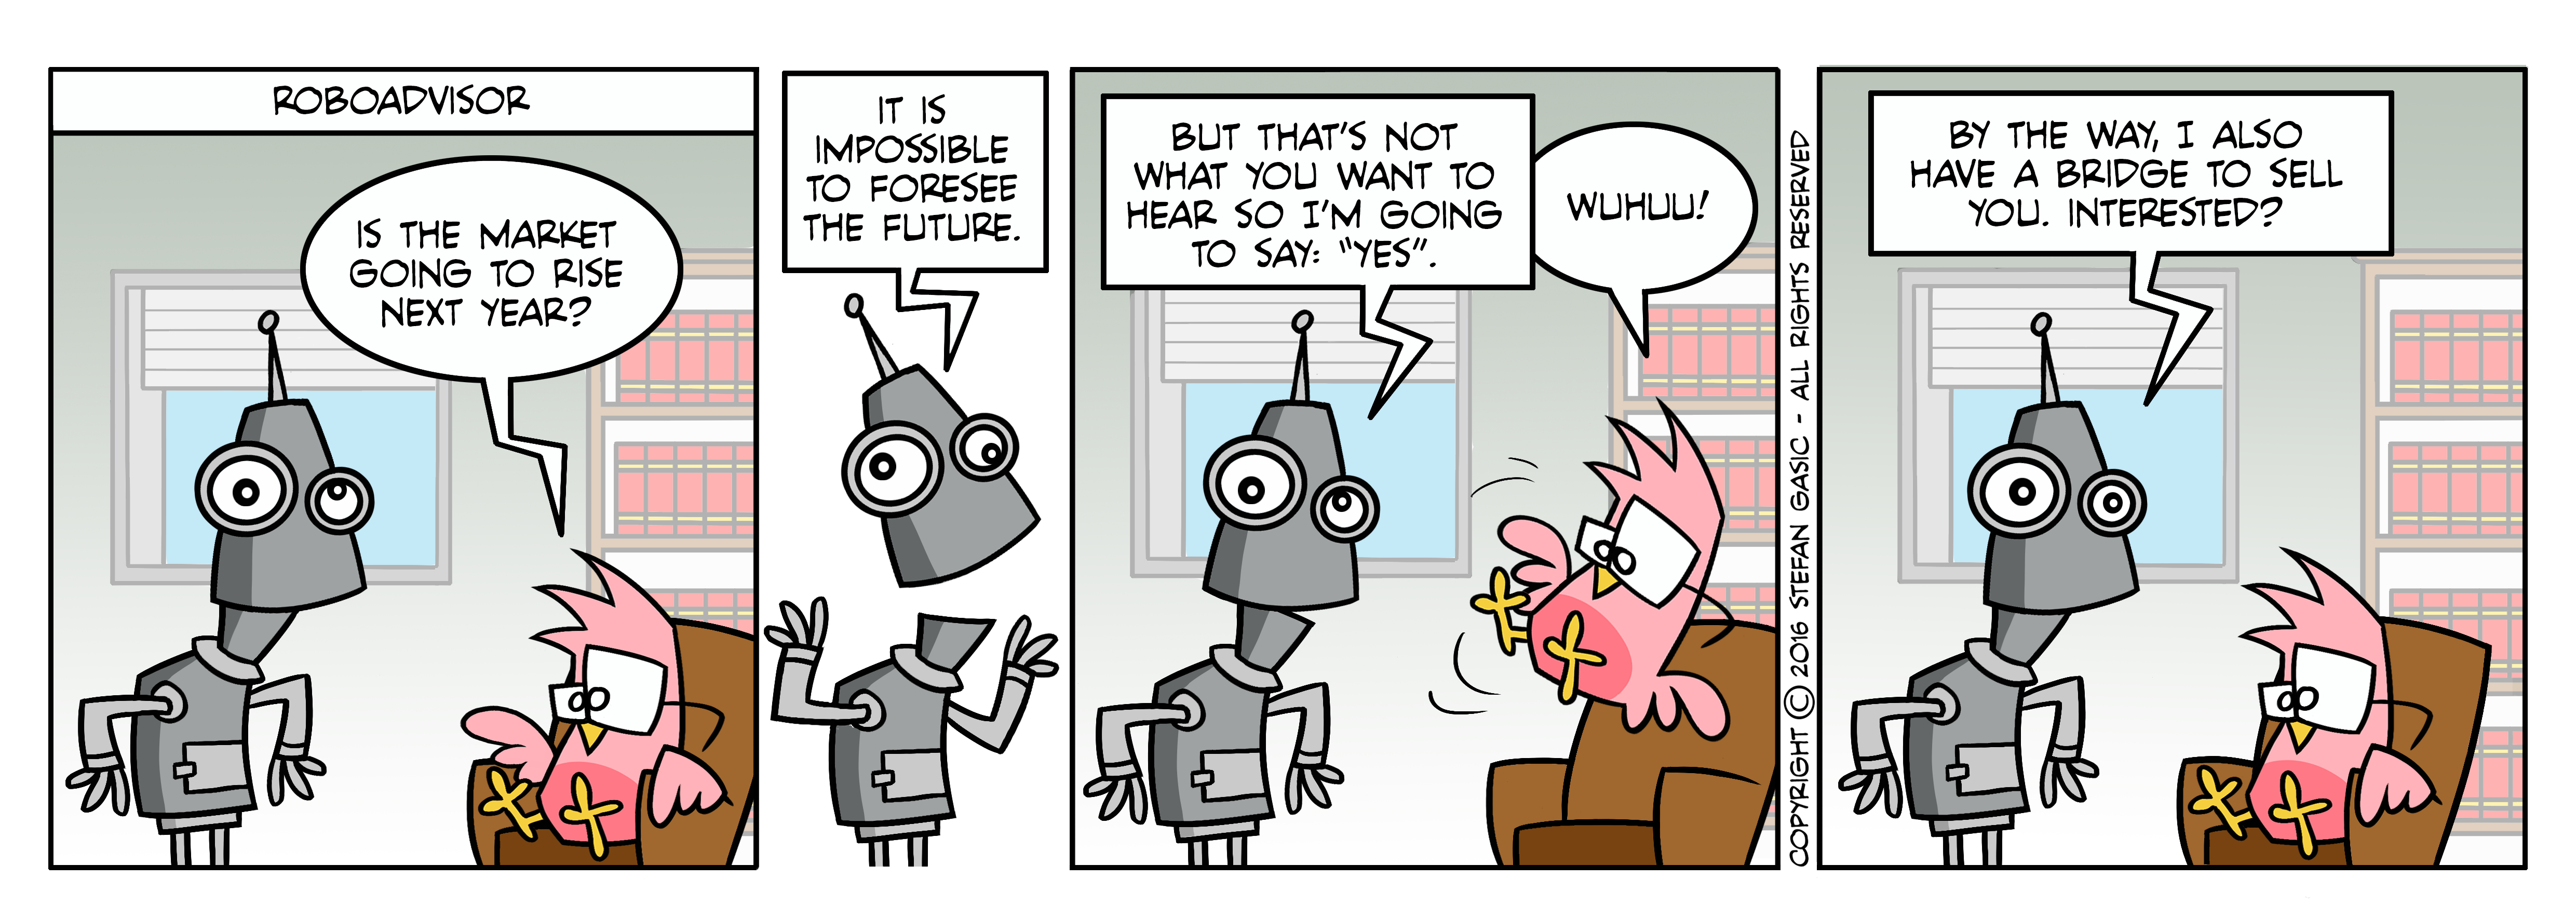 ROBOADVISOR
IS THE MARKET
GOING TO RISE
NEXT YEAR?
IT IS
IMPOSSIBLE
TO FORESEE
THE FUTURE.
BUT THAT'S NOT
WHAT YOU WANT TO
HEAR SO I'M GOING
TO SAY: "YES".
WUHUU!
COPYRIGHT © 2016 STEFAN GASIC - ALL RIGHTS RESERVED
BY THE WAY, I ALSO
HAVE A BRIDGE TO SELL
YOU. INTERESTED?